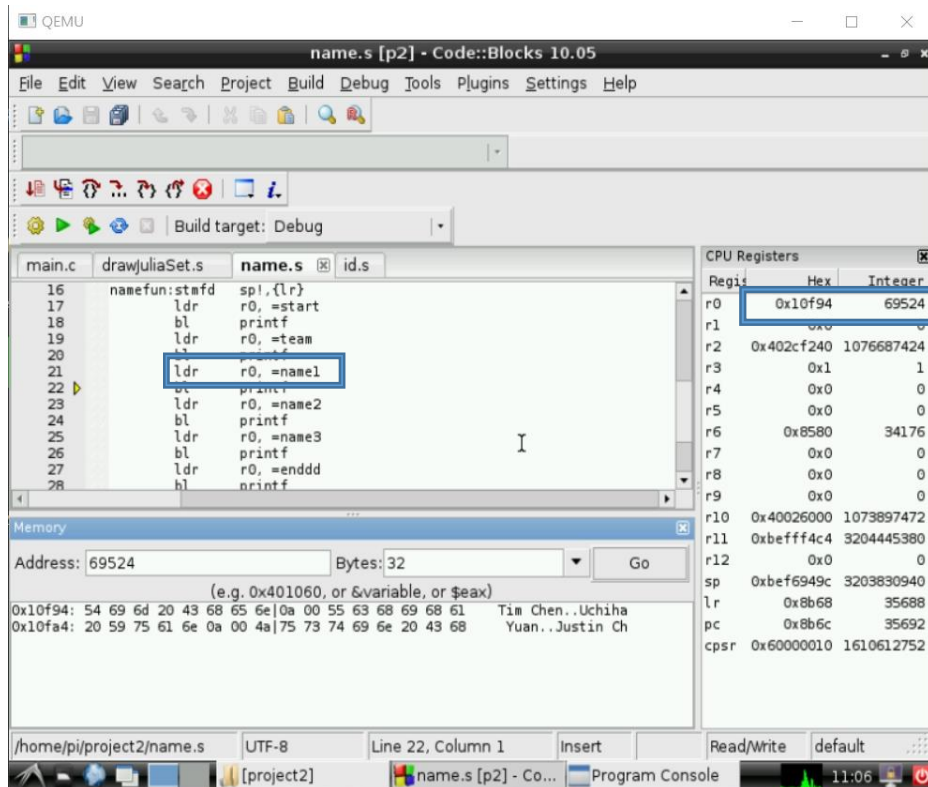 QEMU
name.s [p2] - Code::Blocks 10.05
File Edit View Search Project Build Debug Tools Plugins Settings Help
Build target: Debug
main.c drawJuliaSet.s name.s id.s
16 namefun:stmfd sp!,{lr}
17 ldr r0, =start
18 bl printf
19 ldr r0, =team
20 bl printf
21 ldr r0, =name1
22 bl printf
23 ldr r0, =name2
24 bl printf
25 ldr r0, =name3
26 bl printf
27 ldr r0, =enddd
28 bl printf
CPU Registers
Regis Hex Integer
r0 0x10f94 69524
r1 0x0 0
r2 0x402cf240 1076687424
r3 0x1 1
r4 0x0 0
r5 0x0 0
r6 0x8580 34176
r7 0x0 0
r8 0x0 0
r9 0x0 0
r10 0x40026000 1073897472
r11 0xbefff4c4 3204445380
r12 0x0 0
sp 0xbef6949c 3203830940
lr 0x8b68 35688
pc 0x8b6c 35692
cpsr 0x60000010 1610612752
Memory
Address: 69524 Bytes: 32 Go
(e.g. 0x401060, or &variable, or $eax)
0x10f94: 54 69 6d 20 43 68 65 6e|0a 00 55 63 68 69 68 61 Tim Chen..Uchiha
0x10fa4: 20 59 75 61 6e 0a 00 4a|75 73 74 69 6e 20 43 68 Yuan..Justin Ch
/home/pi/project2/name.s UTF-8 Line 22, Column 1 Insert Read/Write default
[project2] name.s [p2] - Co... Program Console 11:06